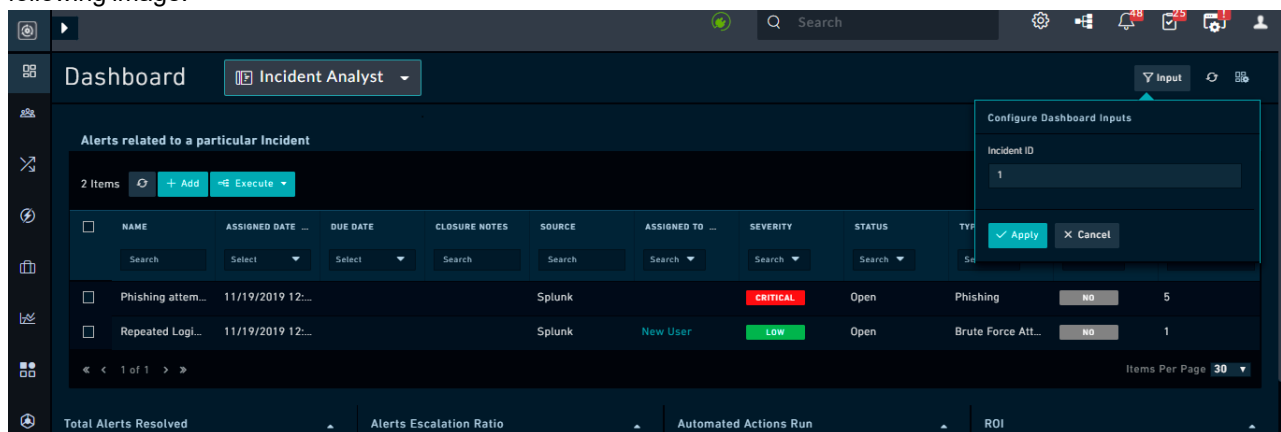 following image:
Search
48
25
!
Dashboard
Incident Analyst
Input
Configure Dashboard Inputs
Incident ID
1
Apply
Cancel
Alerts related to a particular Incident
2 Items
+ Add
Execute
NAME ASSIGNED DATE ... DUE DATE CLOSURE NOTES SOURCE ASSIGNED TO ... SEVERITY STATUS
Search Select Select Search Search Search Search Search
Phishing attem... 11/19/2019 12:... Splunk CRITICAL Open Phishing NO 5
Repeated Logi... 11/19/2019 12:... Splunk New User LOW Open Brute Force Att... NO 1
« < 1 of 1 > »
Items Per Page 30
Total Alerts Resolved Alerts Escalation Ratio Automated Actions Run ROI